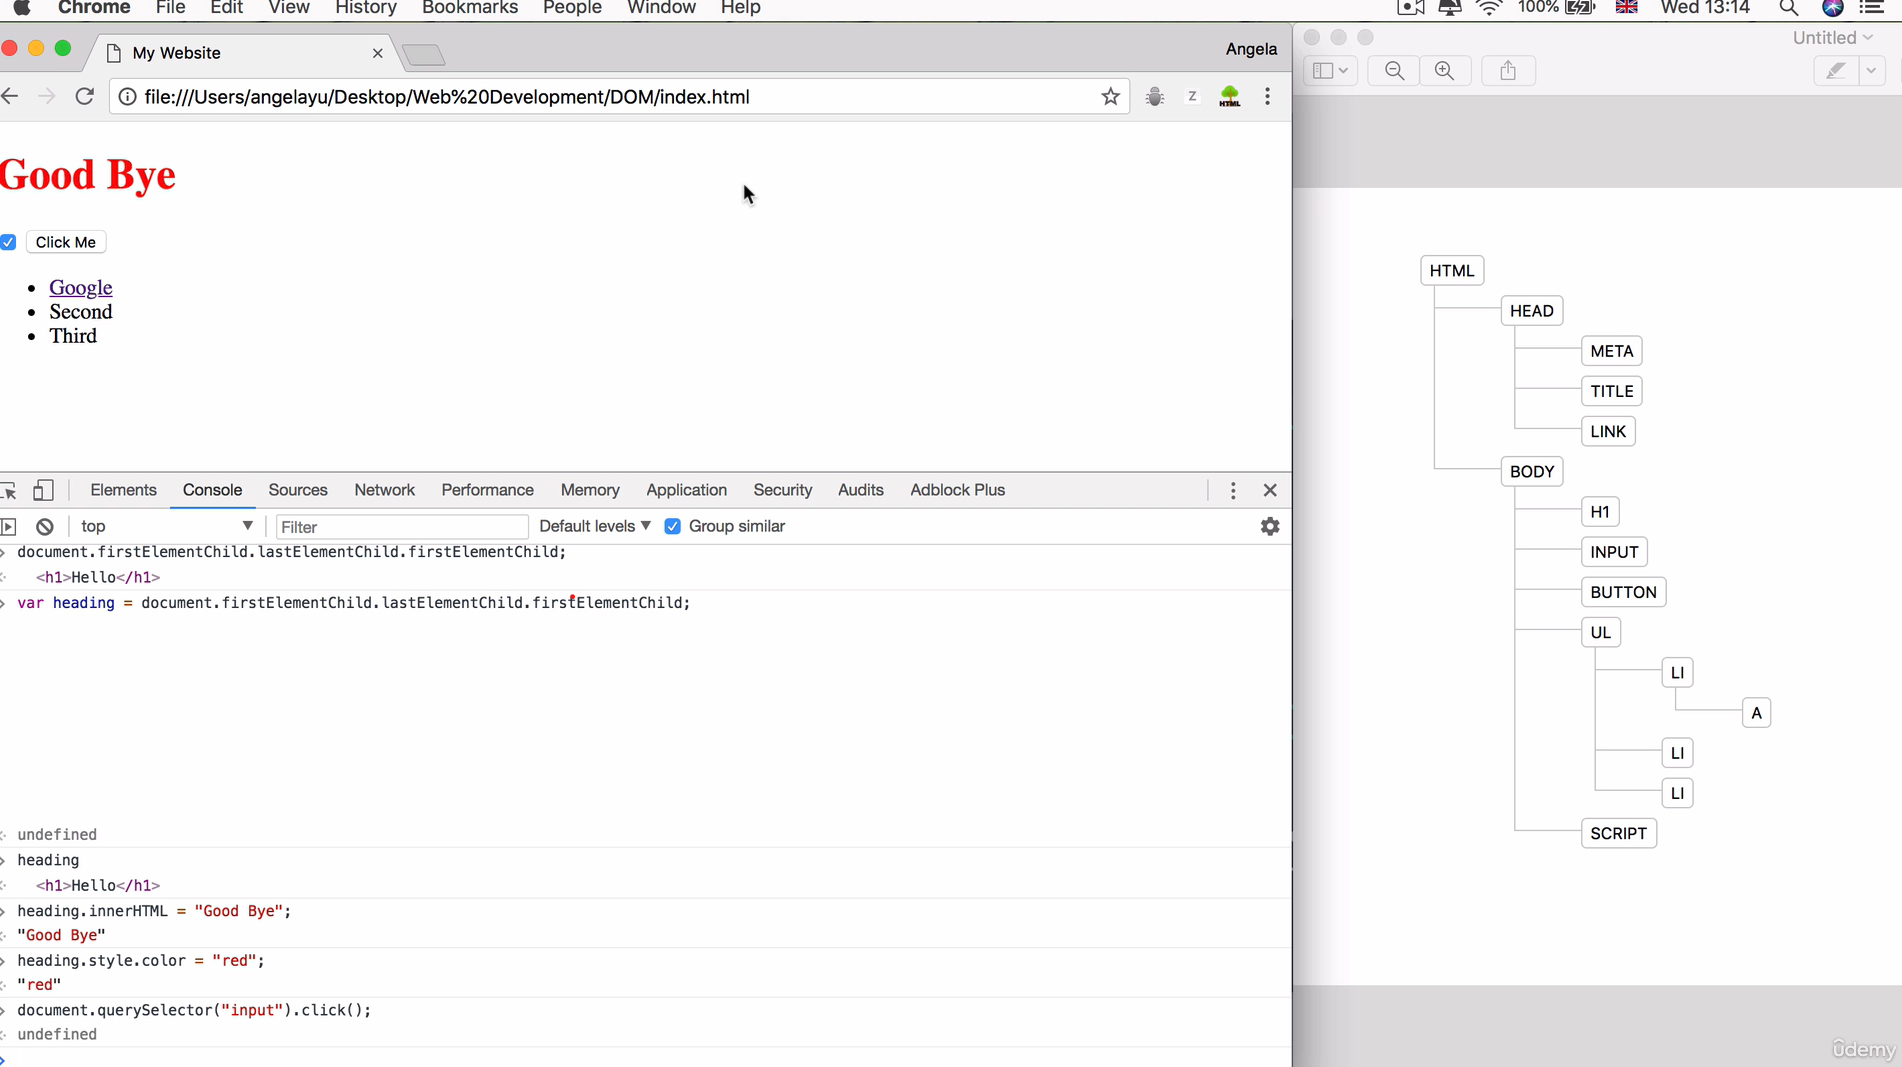 Chrome File Edit View History Bookmarks People Window Help 100% Wed 13:14
My Website
Angela
file:///Users/angelayu/Desktop/Web%20Development/DOM/index.html
Z
HTML
Good Bye
Click Me
Google
Second
Third
Elements Console Sources Network Performance Memory Application Security Audits Adblock Plus
top
Filter
Default levels
Group similar
document.firstElementChild.lastElementChild.firstElementChild;
<h1>Hello</h1>
var heading = document.firstElementChild.lastElementChild.firstElementChild;
undefined
heading
<h1>Hello</h1>
heading.innerHTML = "Good Bye";
"Good Bye"
heading.style.color = "red";
"red"
document.querySelector("input").click();
undefined
Untitled
HTML
HEAD
META
TITLE
LINK
BODY
H1
INPUT
BUTTON
UL
LI
A
LI
LI
SCRIPT
udemy